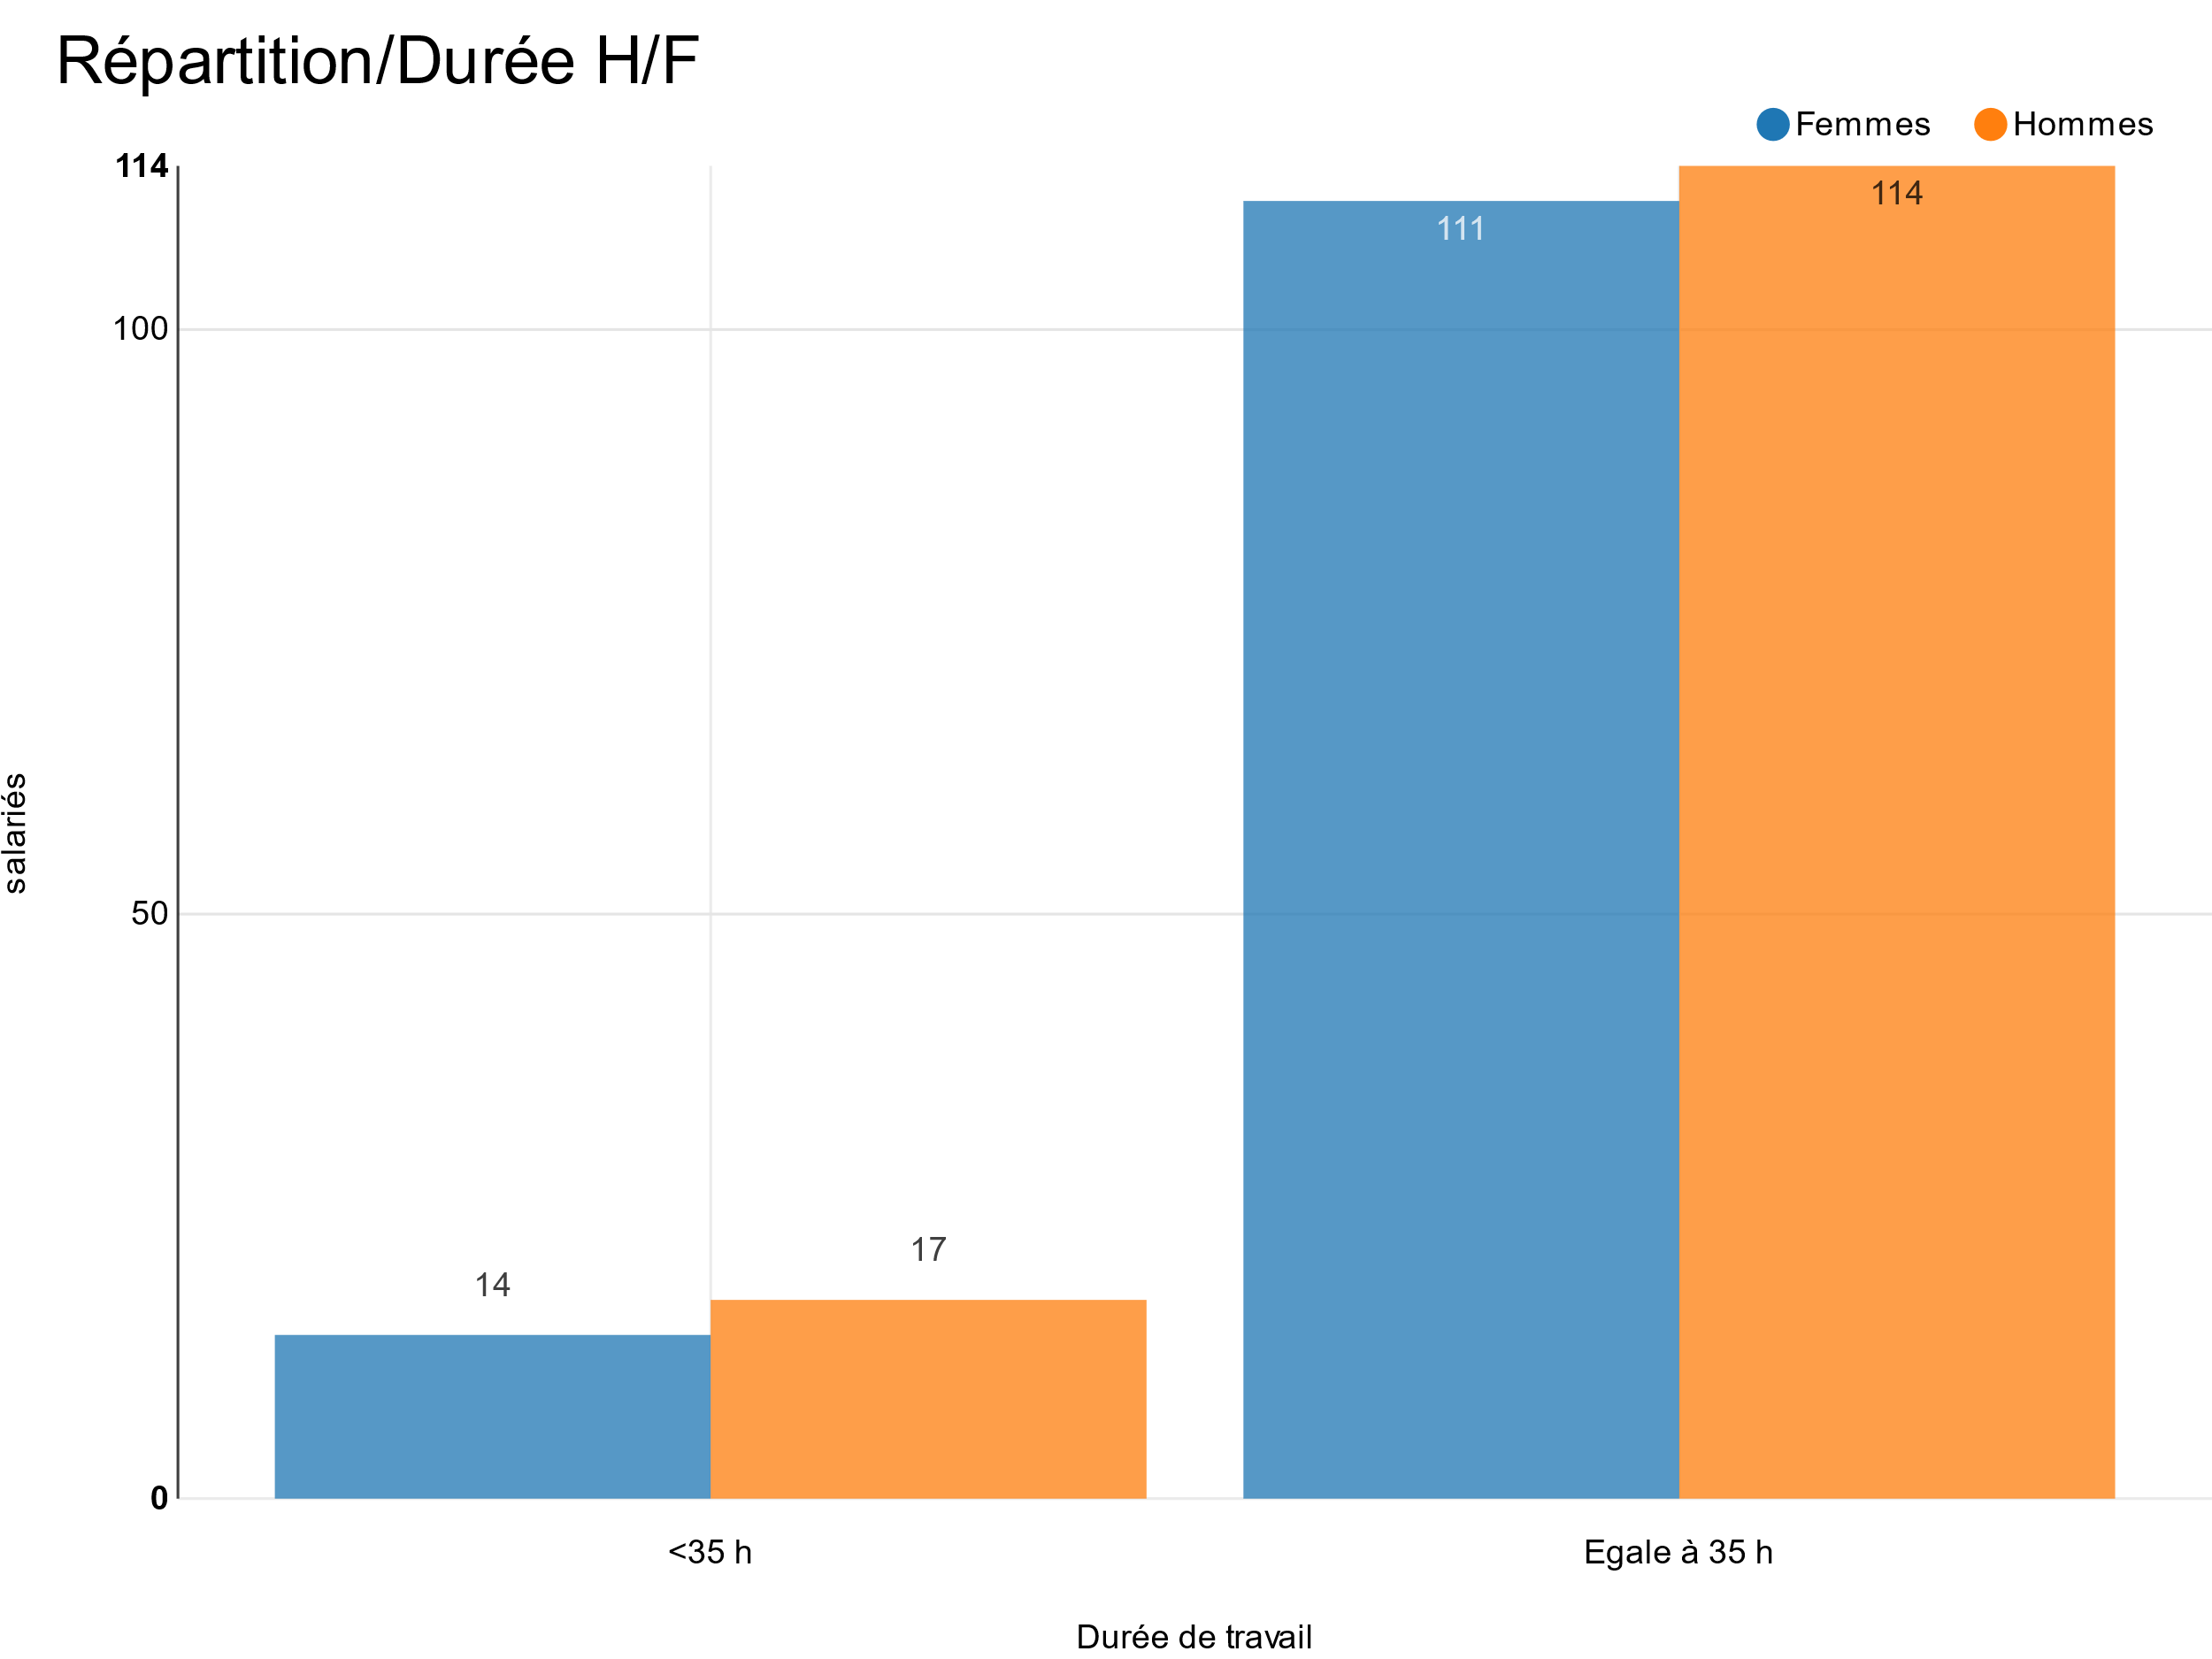 Répartition/Durée H/F
Femmes Hommes
114
100
50
0
salariés
14
17
111
114
<35 h
Egale à 35 h
Durée de travail